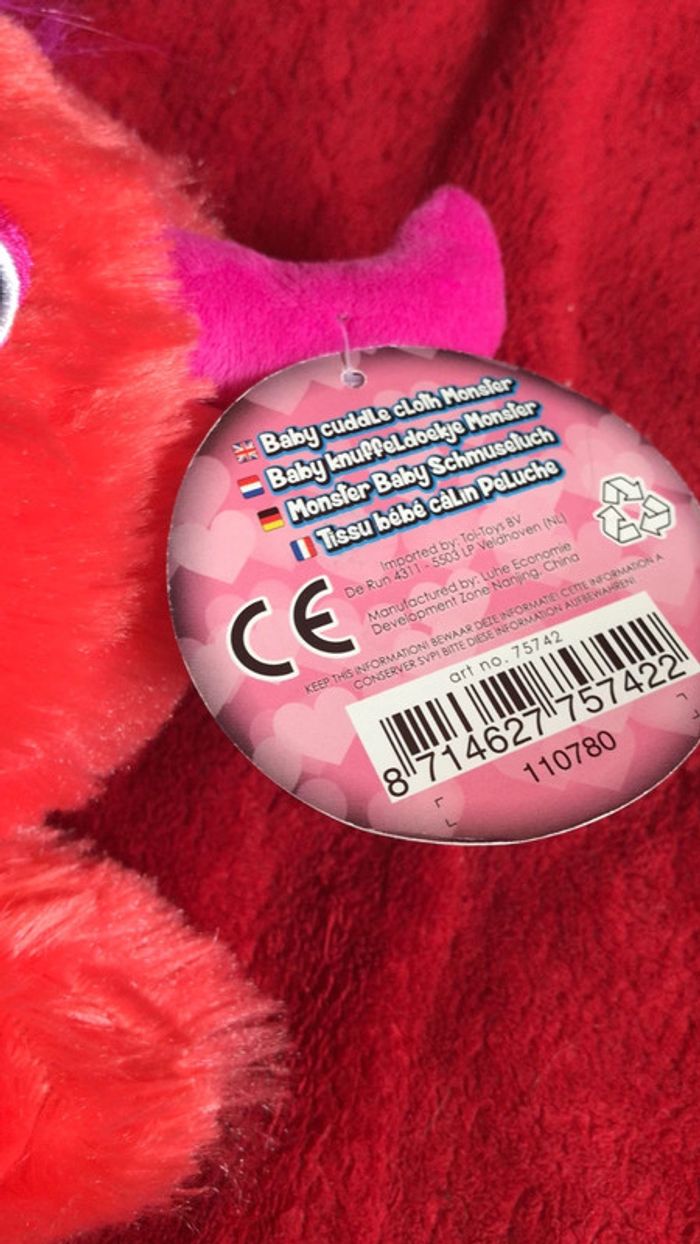 Baby cuddle cloth Monster
Baby knuffeldoekje Monster
Monster Baby Schmusetuch
Tissu bébé câlin Peluche
Imported by: Toi-Toys BV
De Run 4311 - 5503 LP Veldhoven (NL)
Manufactured by: Luhe Economie
Development Zone Nanjing, China
CE
KEEP THIS INFORMATION! BEWAAR DEZE INFORMATIE! CETTE INFORMATION A
CONSERVER SVP! BITTE DIESE INFORMATION AUFBEWAHREN!
art no. 75742
8 714627 757422
110780